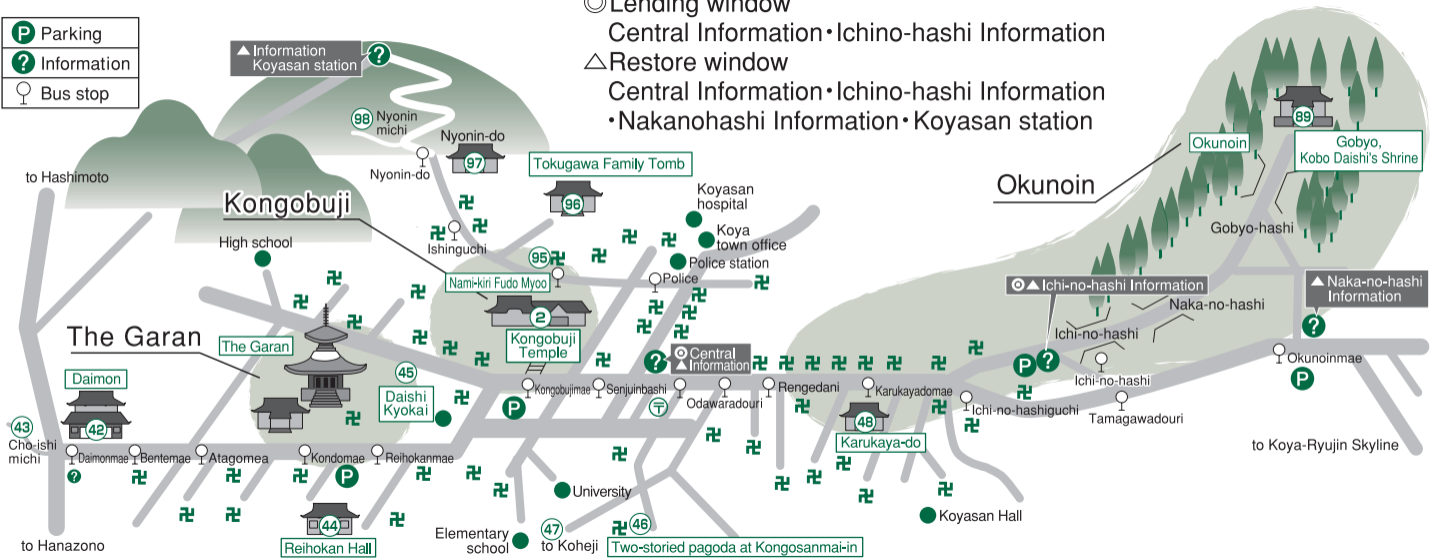 P Parking
? Information
Bus stop
◎Lending window
Central Information・Ichino-hashi Information
△Restore window
Central Information・Ichino-hashi Information
・Nakanohashi Information・Koyasan station
▲ Information
Koyasan station
?
98 Nyonin
michi
Nyonin-do
97
Nyonin-do
Tokugawa Family Tomb
96
Koyasan
hospital
Koya
town office
Police station
Police
to Hashimoto
Kongobuji
High school
Ishinguchi
95
Nami-kiri Fudo Myoo
2
Kongobuji
Temple
The Garan
The Garan
Daimon
42
43
Cho-ishi
michi
45
Daishi
Kyokai
?
◎ Central
▲ Information
Daimonmae
Bentemae
Atagomea
Kondomae
Reihokanmae
Kongobujimae
Senjuinbashi
Odawaradouri
Rengedani
Karukayadomae
Ichi-no-hashiguchi
Tamagawadouri
?
P
P
〒
44
Reihokan Hall
to Hanazono
University
Elementary
school
47
to Koheji
46
Two-storied pagoda at Kongosanmai-in
48
Karukaya-do
Koyasan Hall
Okunoin
Okunoin
89
Gobyo,
Kobo Daishi's Shrine
Gobyo-hashi
◎▲ Ichi-no-hashi Information
Naka-no-hashi
Ichi-no-hashi
P ?
Ichi-no-hashi
▲ Naka-no-hashi
Information
?
Okunoinmae
P
to Koya-Ryujin Skyline